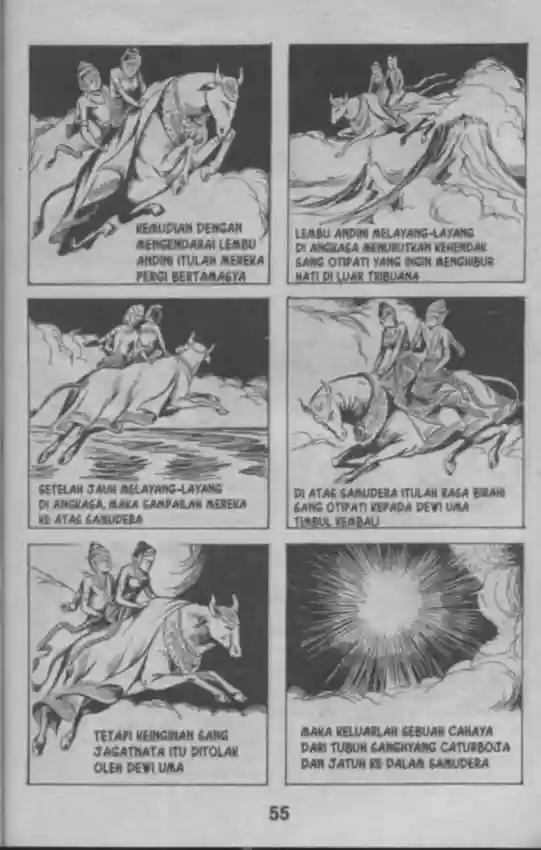 KEMUDIAN DENGAN
MENGENDARAI LEMBU
ANDINI ITULAH MEREKA
PERGI BERTAMASYA
LEMBU ANDINI MELAYANG-LAYANG
DI ANGKASA MENURUTKAN KEHENDAK
SANG OTIPATI YANG INGIN MENGHIBUR
HATI DI LUAR TRIBUANA
SETELAH JAUH MELAYANG-LAYANG
DI ANGKASA, MAKA SAMPAILAH MEREKA
KE ATAS SAMUDERA
DI ATAS SAMUDERA ITULAH RASA BIRAHI
SANG OTIPATI KEPADA DEWI UMA
TIMBUL KEMBALI
TETAPI KEINGINAN SANG
JAGATNATA ITU DITOLAK
OLEH DEWI UMA
MAKA KELUARLAH SEBUAH CAHAYA
DARI TUBUH SANGHYANG CATURBOJA
DAN JATUH KE DALAM SAMUDERA
55